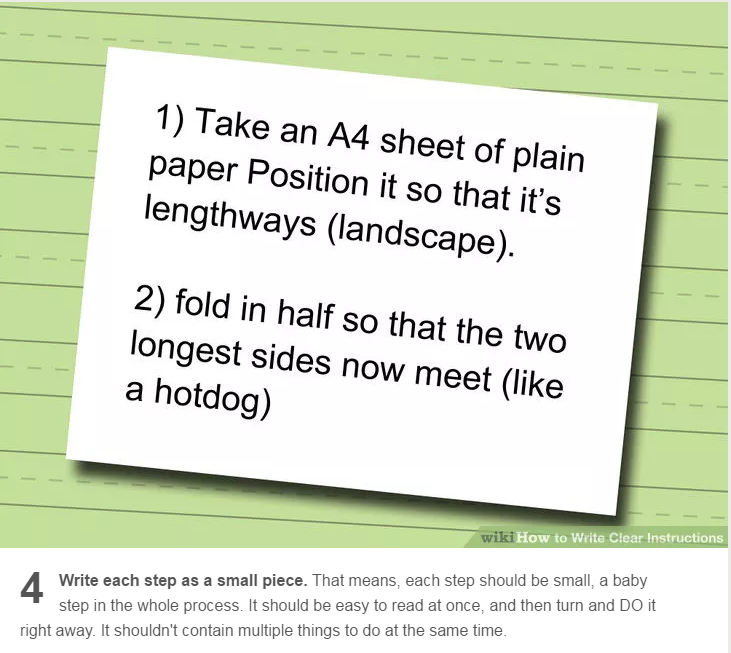 1) Take an A4 sheet of plain
paper Position it so that it's
lengthways (landscape).
2) fold in half so that the two
longest sides now meet (like
a hotdog)
wikiHow to Write Clear Instructions
4 Write each step as a small piece. That means, each step should be small, a baby
step in the whole process. It should be easy to read at once, and then turn and DO it
right away. It shouldn't contain multiple things to do at the same time.